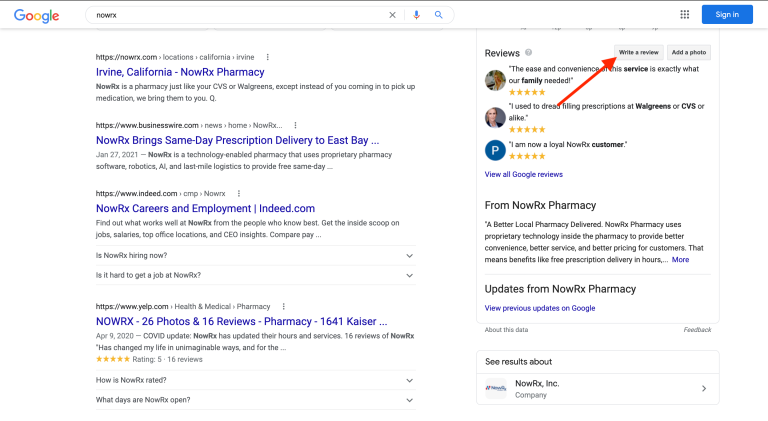 Google
nowrx
Sign in
https://nowrx.com › locations › california › irvine
Irvine, California - NowRx Pharmacy
NowRx is a pharmacy just like your CVS or Walgreens, except instead of you coming in to pick up
medication, we bring them to you. Q.
https://www.businesswire.com › news › home › NowRx...
NowRx Brings Same-Day Prescription Delivery to East Bay ...
Jan 27, 2021 — NowRx is a technology-enabled pharmacy that uses proprietary pharmacy
software, robotics, AI, and last-mile logistics to provide free same-day ...
https://www.indeed.com › cmp › Nowrx
NowRx Careers and Employment | Indeed.com
Find out what works well at NowRx from the people who know best. Get the inside scoop on
jobs, salaries, top office locations, and CEO insights. Compare pay ...
Is NowRx hiring now?
Is it hard to get a job at NowRx?
https://www.yelp.com › Health & Medical › Pharmacy
NOWRX - 26 Photos & 16 Reviews - Pharmacy - 1641 Kaiser ...
Apr 9, 2020 — COVID update: NowRx has updated their hours and services. 16 reviews of NowRx
"Has changed my life in unimaginable ways, and for the ...
Rating: 5 · 16 reviews
How is NowRx rated?
What days are NowRx open?
Reviews
Write a review
Add a photo
"The ease and convenience of this service is exactly what
our family needed!"
"I used to dread filling prescriptions at Walgreens or CVS or
alike."
P
"I am now a loyal NowRx customer."
View all Google reviews
From NowRx Pharmacy
"A Better Local Pharmacy Delivered. NowRx Pharmacy uses
proprietary technology inside the pharmacy to provide better
convenience, better service, and better pricing for customers. That
means benefits like free prescription delivery in hours,... More
Updates from NowRx Pharmacy
View previous updates on Google
About this data
Feedback
See results about
NowRx
NowRx, Inc.
Company